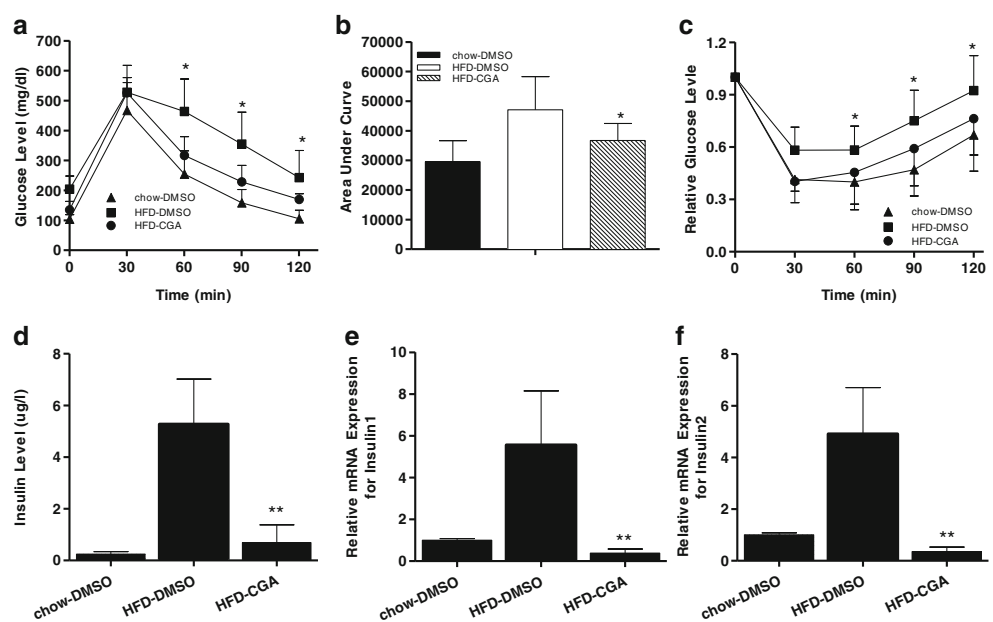 a
Glucose Level (mg/dl)
700
600
500
400
300
200
100
0
chow-DMSO
HFD-DMSO
HFD-CGA
* * *
0 30 60 90 120
Time (min)
b
Area Under Curve
70000
60000
50000
40000
30000
20000
10000
0
chow-DMSO
HFD-DMSO
HFD-CGA
*
c
Relative Glucose Levle
1.2
0.9
0.6
0.3
0.0
* * *
chow-DMSO
HFD-DMSO
HFD-CGA
0 30 60 90 120
Time (min)
d
Insulin Level (ug/l)
8
6
4
2
0
**
chow-DMSO
HFD-DMSO
HFD-CGA
e
Relative mRNA Expression
for Insulin1
10
8
6
4
2
0
**
chow-DMSO
HFD-DMSO
HFD-CGA
f
Relative mRNA Expression
for Insulin2
8
6
4
2
0
**
chow-DMSO
HFD-DMSO
HFD-CGA